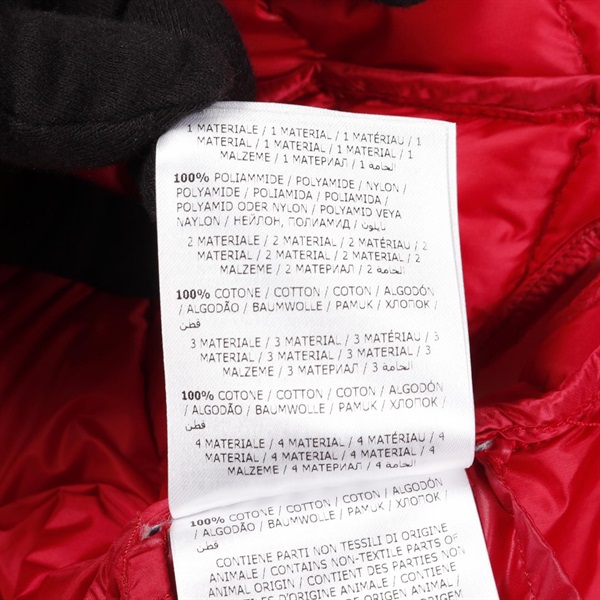 1 MATERIALE / 1 MATERIAL / 1 MATÉRIAU / 1
MATERIAL / 1 MATERIAL / 1 MATERIAL / 1
MALZEME / 1 МАТЕРИАЛ / 1 الخامة
100% POLIAMMIDE / POLYAMIDE / NYLON /
POLYAMIDE / POLIAMIDA / POLIAMIDA /
POLYAMID ODER NYLON / POLYAMID VEYA
NAYLON / НЕЙЛОН, ПОЛИАМИД / نايلون
2 MATERIALE / 2 MATERIAL / 2 MATÉRIAU / 2
MATERIAL / 2 MATERIAL / 2 MATERIAL / 2
MALZEME / 2 МАТЕРИАЛ / 2 الخامة
100% COTONE / COTTON / COTON / ALGODÓN
/ ALGODÃO / BAUMWOLLE / PAMUK / ХЛОПОК /
قطن
3 MATERIALE / 3 MATERIAL / 3 MATÉRIAU / 3
MATERIAL / 3 MATERIAL / 3 MATERIAL / 3
MALZEME / 3 МАТЕРИАЛ / 3 الخامة
100% COTONE / COTTON / COTON / ALGODÓN
/ ALGODÃO / BAUMWOLLE / PAMUK / ХЛОПОК /
قطن
4 MATERIALE / 4 MATERIAL / 4 MATÉRIAU / 4
MATERIAL / 4 MATERIAL / 4 MATERIAL / 4
MALZEME / 4 МАТЕРИАЛ / 4 الخامة
100% COTONE / COTTON / COTON / ALGODÓN
/ ALGODÃO / BAUMWOLLE / PAMUK / ХЛОПОК /
قطن
CONTIENE PARTI NON TESSILI DI ORIGINE
ANIMALE / CONTAINS NON-TEXTILE PARTS OF
ANIMAL ORIGIN / CONTIENT DES PARTIES NON
TEXTILES D'ORIGINE ANIMALE / CONTIENE